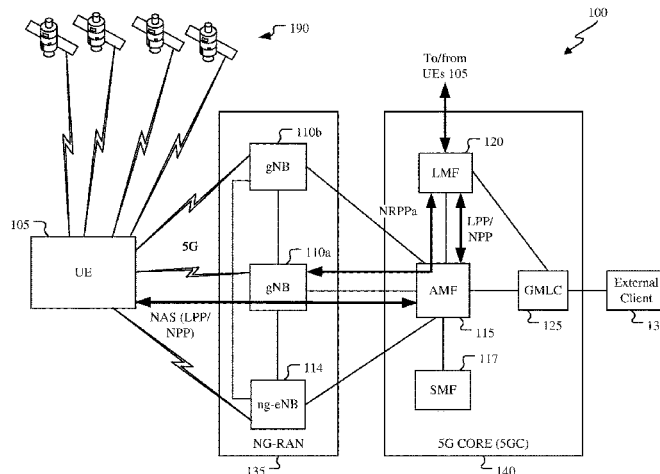 190
100
To/from
UEs 105
110b
gNB
120
LMF
NRPPa
LPP/
NPP
105
UE
5G
110a
gNB
AMF
115
GMLC
125
External
Client
NAS (LPP/
NPP)
114
ng-eNB
117
SMF
NG-RAN
135
5G CORE (5GC)
140